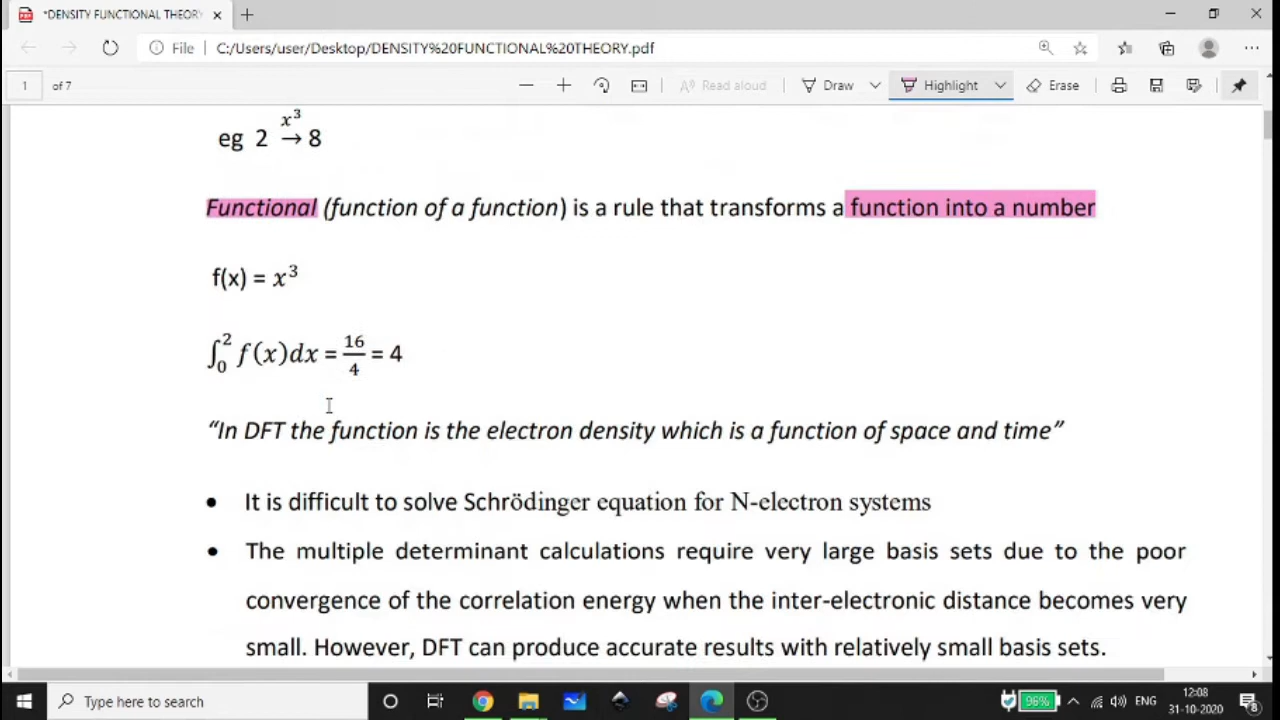 *DENSITY FUNCTIONAL THEORY
File C:/Users/user/Desktop/DENSITY%20FUNCTIONAL%20THEORY.pdf
1 of 7 Read aloud Draw Highlight Erase
x³
eg 2 → 8
Functional (function of a function) is a rule that transforms a function into a number
f(x) = x³
∫₀² f(x)dx = 16/4 = 4
“In DFT the function is the electron density which is a function of space and time”
• It is difficult to solve Schrödinger equation for N-electron systems
• The multiple determinant calculations require very large basis sets due to the poor
convergence of the correlation energy when the inter-electronic distance becomes very
small. However, DFT can produce accurate results with relatively small basis sets.
Type here to search 96% ENG 12:08
31-10-2020 8